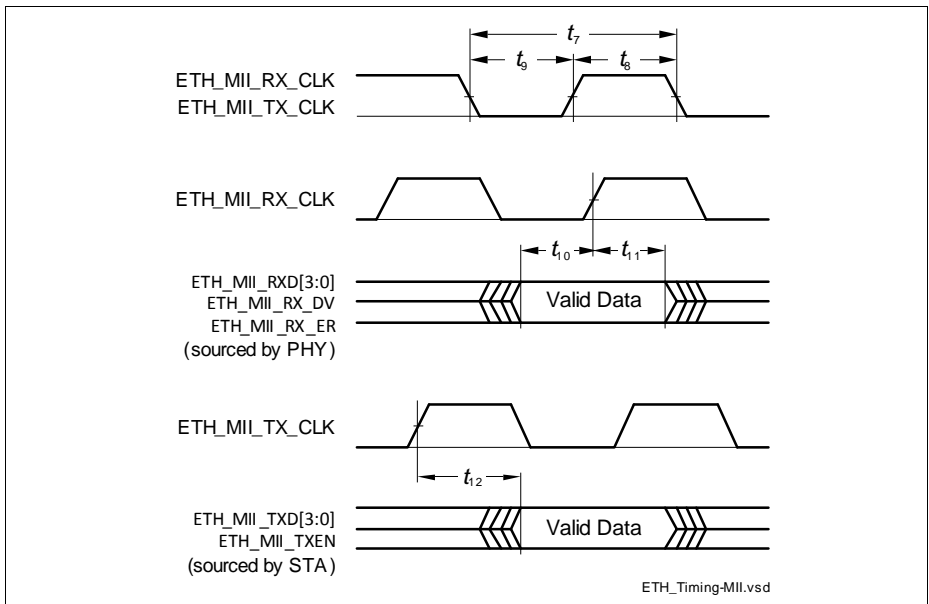 t7
t9 t8
ETH_MII_RX_CLK
ETH_MII_TX_CLK
ETH_MII_RX_CLK
t10 t11
ETH_MII_RXD[3:0]
ETH_MII_RX_DV
ETH_MII_RX_ER
(sourced by PHY)
Valid Data
ETH_MII_TX_CLK
t12
ETH_MII_TXD[3:0]
ETH_MII_TXEN
(sourced by STA)
Valid Data
ETH_Timing-MII.vsd